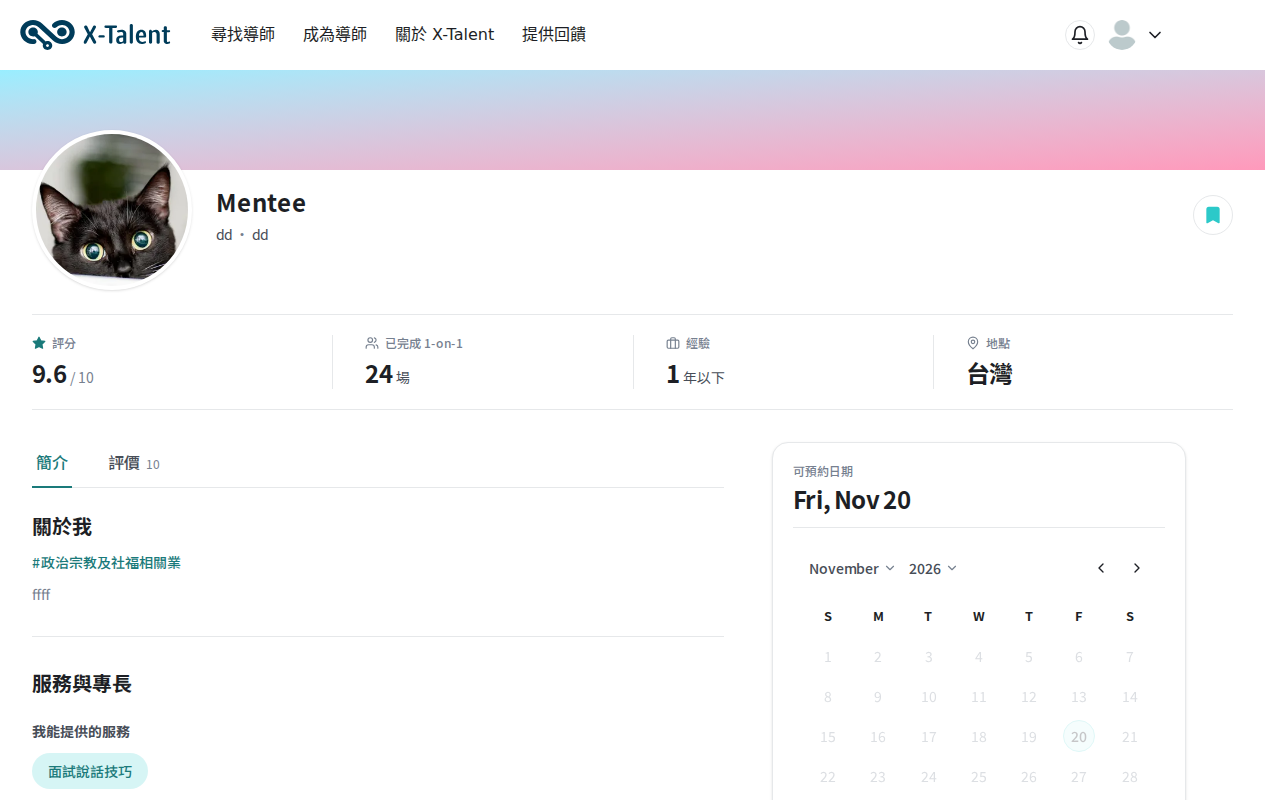 X-Talent 尋找導師 成為導師 關於 X-Talent 提供回饋
Mentee
dd • dd
評分 已完成 1-on-1 經驗 地點
9.6 / 10 24 場 1 年以下 台灣
簡介 評價 10
關於我
#政治宗教及社福相關業
ffff
服務與專長
我能提供的服務
面試說話技巧
可預約日期
Fri, Nov 20
November 2026
S M T W T F S
1 2 3 4 5 6 7
8 9 10 11 12 13 14
15 16 17 18 19 20 21
22 23 24 25 26 27 28